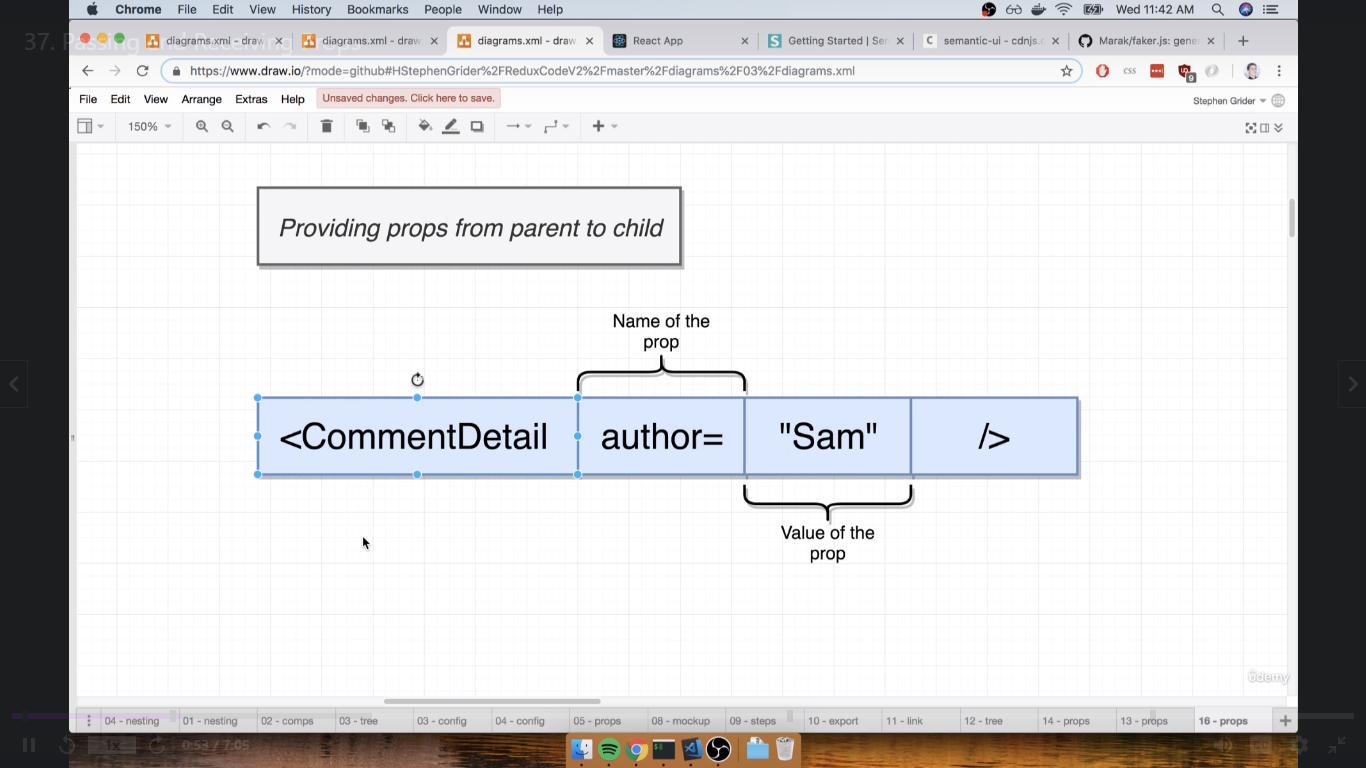 Chrome File Edit View History Bookmarks People Window Help Wed 11:42 AM
37. Passing and Receiving Props
diagrams.xml - draw diagrams.xml - draw diagrams.xml - draw React App Getting Started | Se semantic-ui - cdnjs.c Marak/faker.js: gene
https://www.draw.io/?mode=github#HStephenGrider%2FReduxCodeV2%2Fmaster%2Fdiagrams%2F03%2Fdiagrams.xml
css 9
File Edit View Arrange Extras Help Unsaved changes. Click here to save. Stephen Grider
150%
Providing props from parent to child
Name of the
prop
<CommentDetail author= "Sam" />
Value of the
prop
ûdemy
04 - nesting 01 - nesting 02 - comps 03 - tree 03 - config 04 - config 05 - props 08 - mockup 09 - steps 10 - export 11 - link 12 - tree 14 - props 13 - props 16 - props
1x 0:53 / 7:05